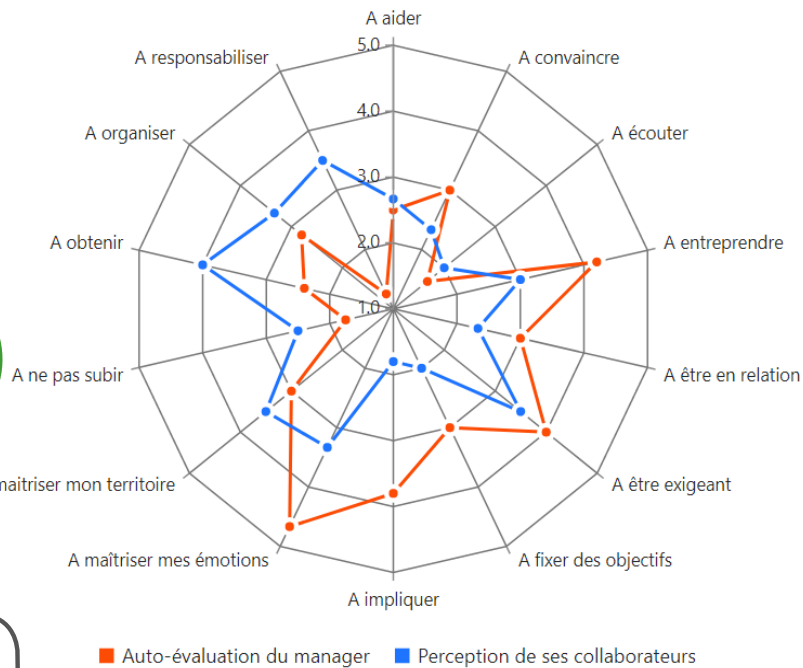 A aider
5.0
A responsabiliser
A convaincre
4.0
A organiser
A écouter
3.0
A obtenir
A entreprendre
2.0
1.0
A ne pas subir
A être en relation
maitriser mon territoire
A être exigeant
A maîtriser mes émotions
A fixer des objectifs
A impliquer
Auto-évaluation du manager
Perception de ses collaborateurs